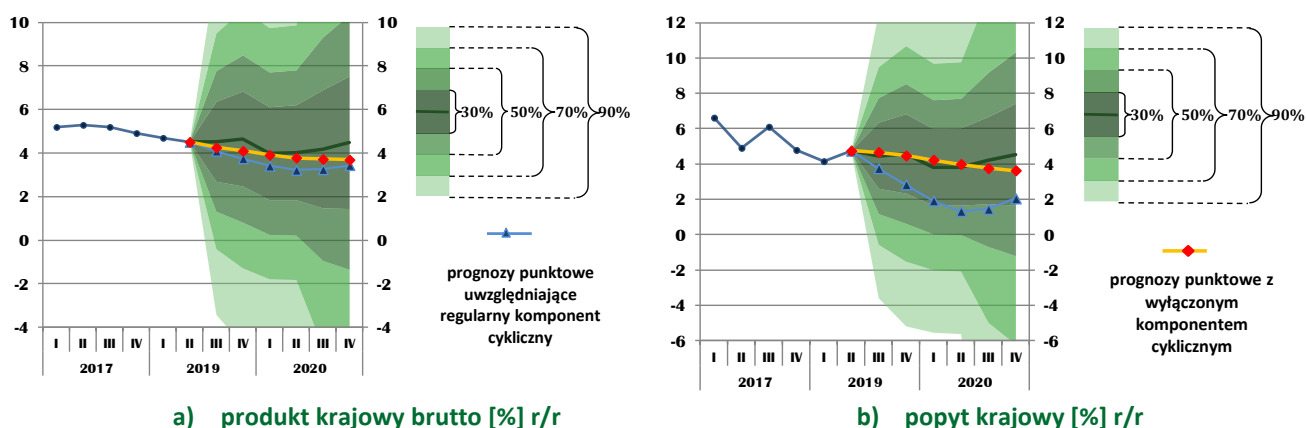 10
8
6
4
2
0
-2
-4
10
8
6
4
2
0
-2
-4
I II III IV I II III IV I II III IV
2017 2019 2020
30% 50% 70% 90%
prognozy punktowe
uwzględniające
regularny komponent
cykliczny
a) produkt krajowy brutto [%] r/r
12
10
8
6
4
2
0
-2
-4
-6
12
10
8
6
4
2
0
-2
-4
-6
I II III IV I II III IV I II III IV
2017 2019 2020
30% 50% 70% 90%
prognozy punktowe z
wyłączonym
komponentem
cyklicznym
b) popyt krajowy [%] r/r